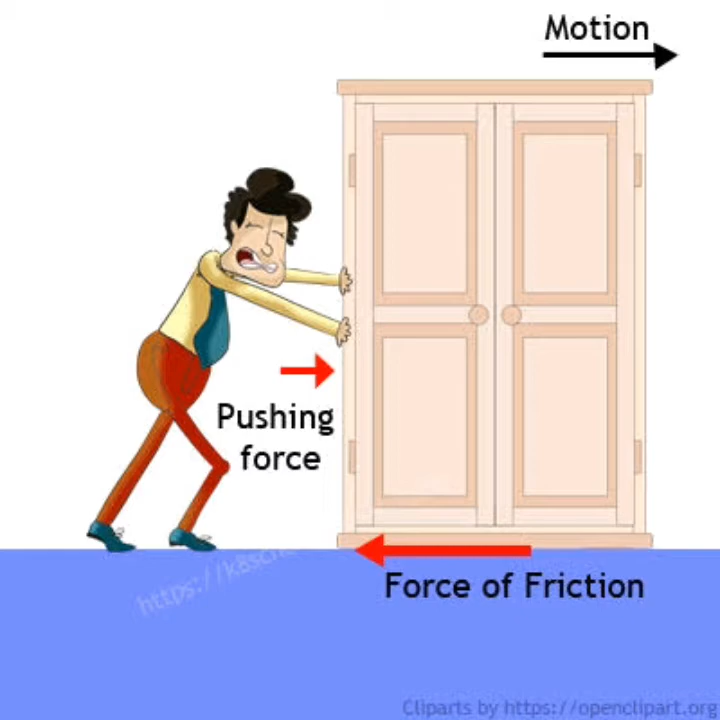 Motion
Pushing
force
Force of Friction
Cliparts by https://openclipart.org